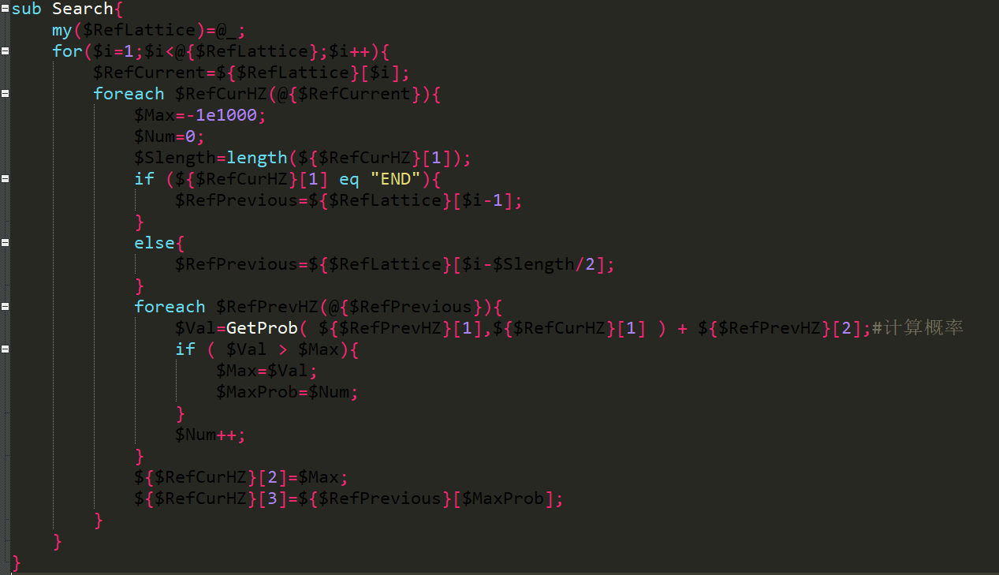 sub Search{
    my($RefLattice)=@_;
    for($i=1;$i<@{$RefLattice};$i++){
        $RefCurrent=${$RefLattice}[$i];
        foreach $RefCurHZ(@{$RefCurrent}){
            $Max=-1e1000;
            $Num=0;
            $Slength=length(${$RefCurHZ}[1]);
            if (${$RefCurHZ}[1] eq "END"){
                $RefPrevious=${$RefLattice}[$i-1];
            }
            else{
                $RefPrevious=${$RefLattice}[$i-$Slength/2];
            }
            foreach $RefPrevHZ(@{$RefPrevious}){
                $Val=GetProb( ${$RefPrevHZ}[1],${$RefCurHZ}[1] ) + ${$RefPrevHZ}[2];#计算概率
                if ( $Val > $Max){
                    $Max=$Val;
                    $MaxProb=$Num;
                }
                $Num++;
            }
            ${$RefCurHZ}[2]=$Max;
            ${$RefCurHZ}[3]=${$RefPrevious}[$MaxProb];
        }
    }
}